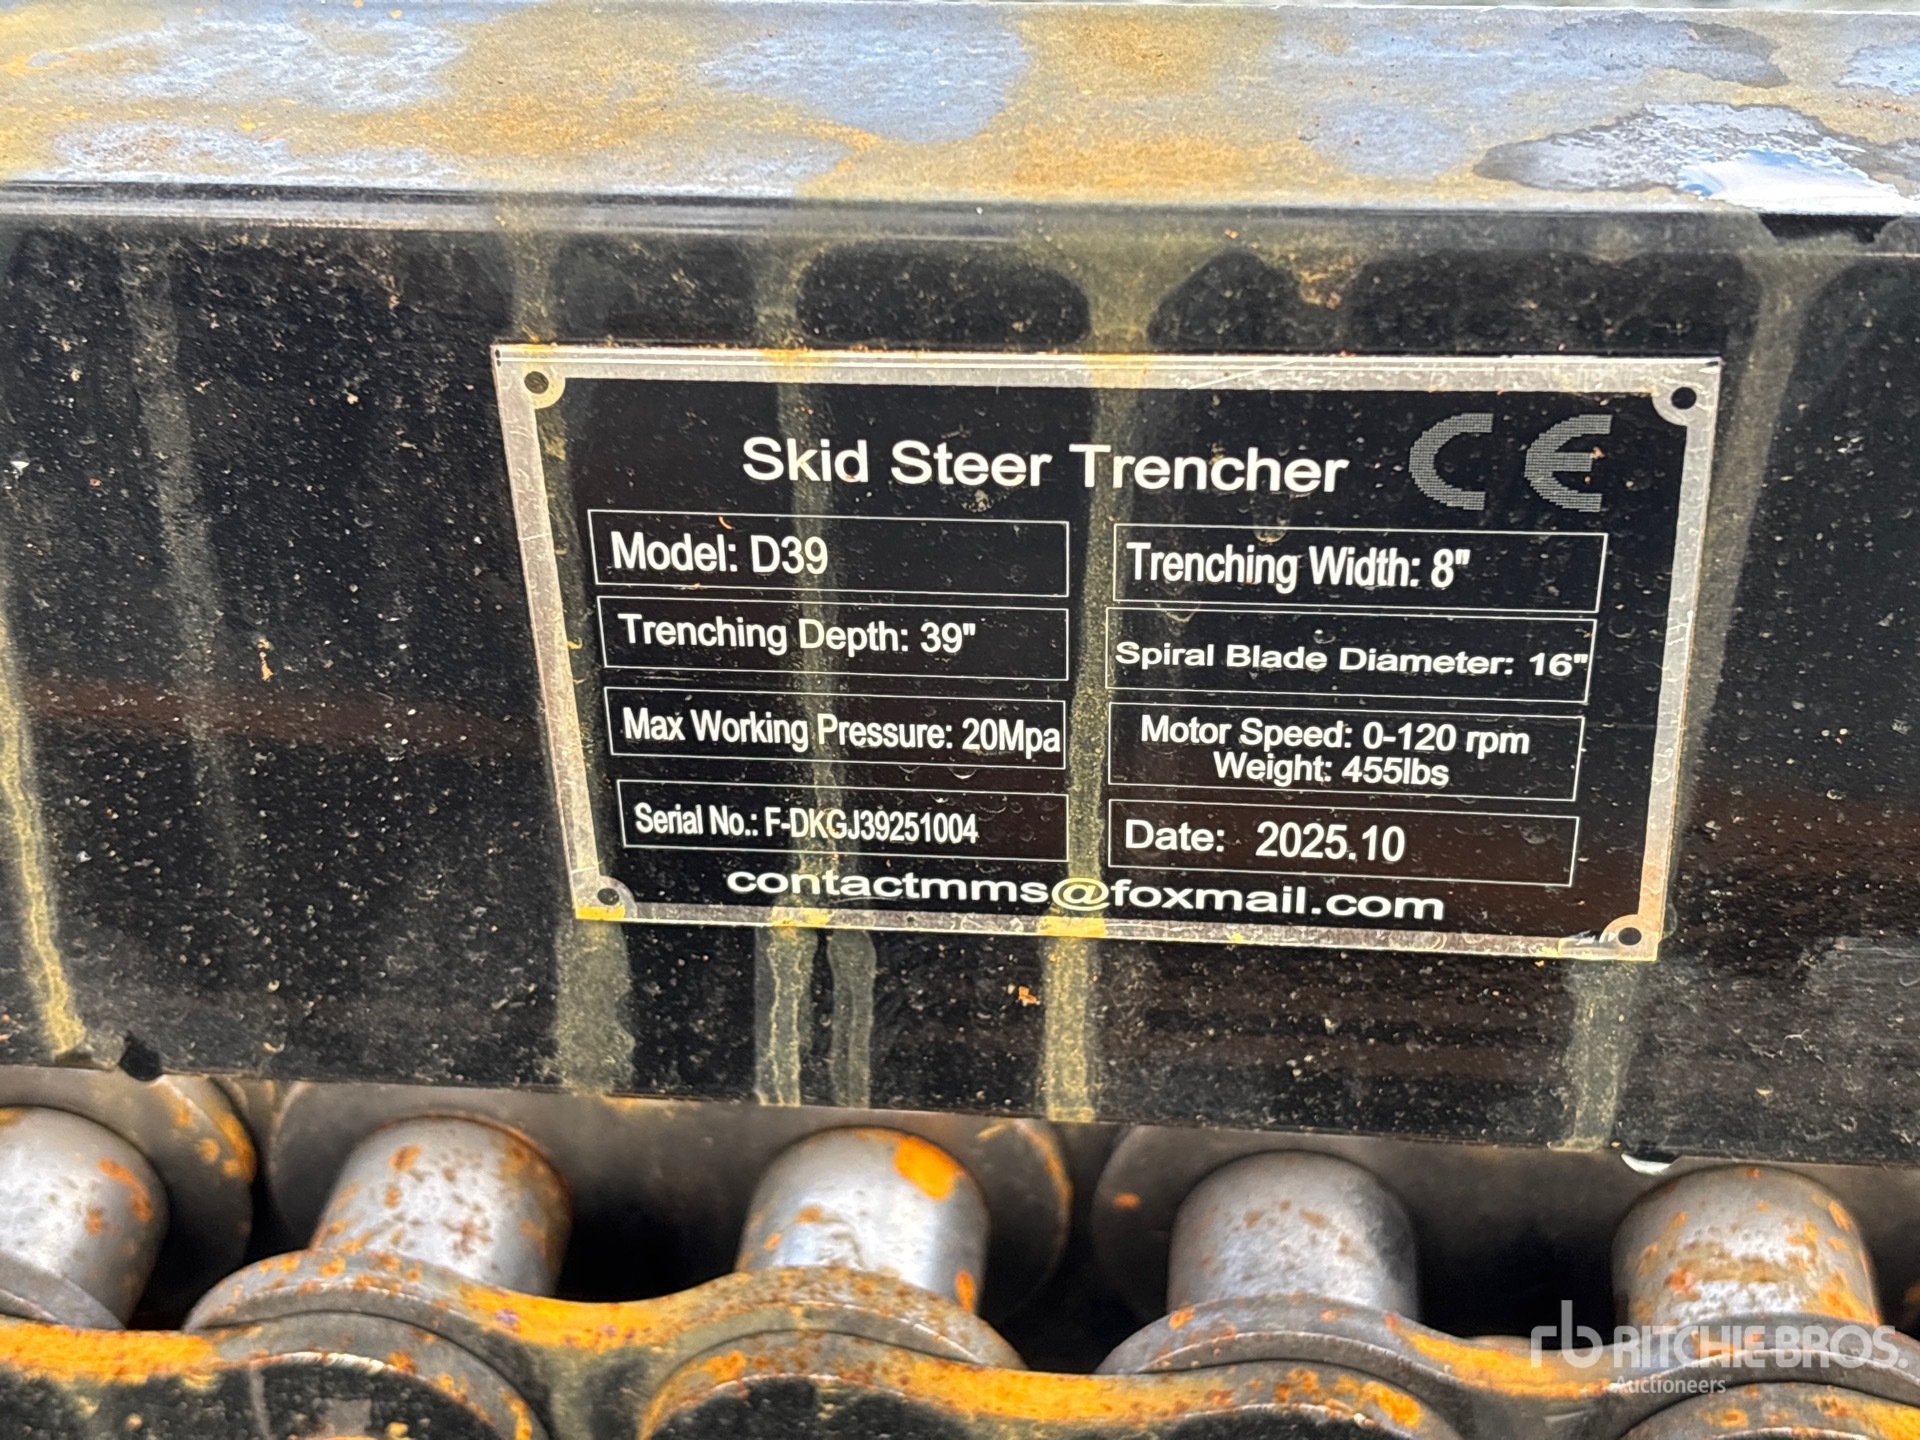 Skid Steer Trencher CE
Model: D39
Trenching Width: 8"
Trenching Depth: 39"
Spiral Blade Diameter: 16"
Max Working Pressure: 20Mpa
Motor Speed: 0-120 rpm
Weight: 455lbs
Serial No.: F-DKGJ39251004
Date: 2025.10
contactmms@foxmail.com
rb RITCHIE BROS.
Auctioneers